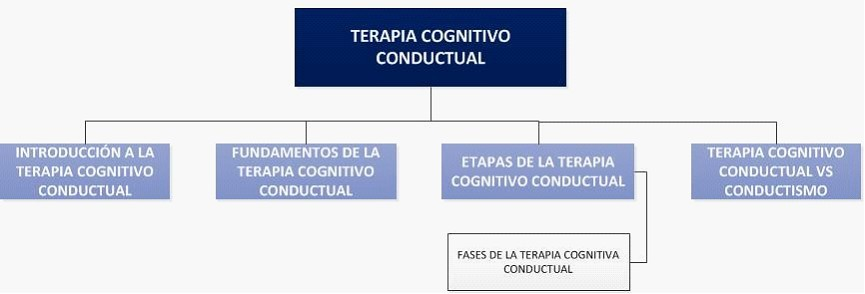 TERAPIA COGNITIVO
CONDUCTUAL
INTRODUCCIÓN A LA
TERAPIA COGNITIVO
CONDUCTUAL
FUNDAMENTOS DE LA
TERAPIA COGNITIVO
CONDUCTUAL
ETAPAS DE LA TERAPIA
COGNITIVO CONDUCTUAL
TERAPIA COGNITIVO
CONDUCTUAL VS
CONDUCTISMO
FASES DE LA TERAPIA COGNITIVA
CONDUCTUAL